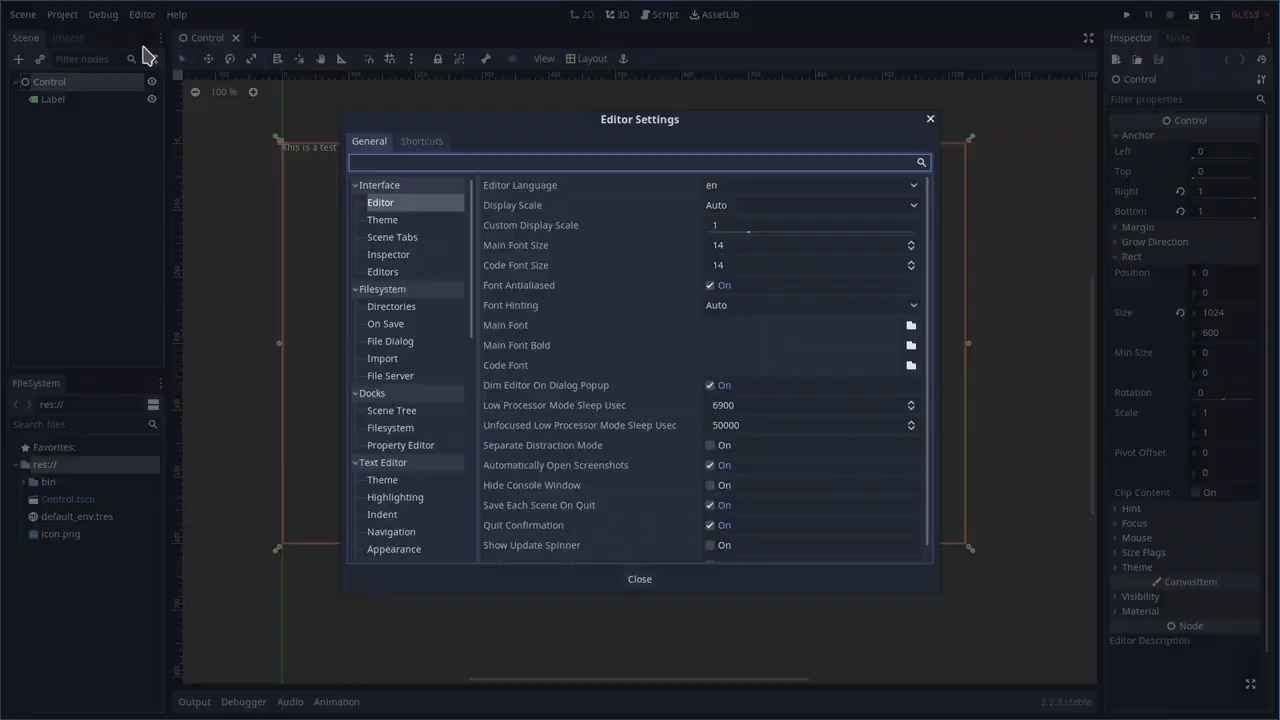 Scene Project Debug Editor Help
2D 3D Script AssetLib
GLES3
Scene Import
Filter nodes
Control
Label
Control
View Layout
100 %
This is a test
Editor Settings
General Shortcuts
Interface
Editor
Theme
Scene Tabs
Inspector
Editors
Filesystem
Directories
On Save
File Dialog
Import
File Server
Docks
Scene Tree
Filesystem
Property Editor
Text Editor
Theme
Highlighting
Indent
Navigation
Appearance
Editor Language en
Display Scale Auto
Custom Display Scale 1
Main Font Size 14
Code Font Size 14
Font Antialiased On
Font Hinting Auto
Main Font
Main Font Bold
Code Font
Dim Editor On Dialog Popup On
Low Processor Mode Sleep Usec 6900
Unfocused Low Processor Mode Sleep Usec 50000
Separate Distraction Mode On
Automatically Open Screenshots On
Hide Console Window On
Save Each Scene On Quit On
Quit Confirmation On
Show Update Spinner On
Close
FileSystem
res://
Search files
Favorites:
res://
bin
Control.tscn
default_env.tres
icon.png
Output Debugger Audio Animation
3.2.3.stable
Inspector Node
Control
Filter properties
Control
Anchor
Left 0
Top 0
Right 1
Bottom 1
Margin
Grow Direction
Rect
Position x 0
y 0
Size x 1024
y 600
Min Size x 0
y 0
Rotation 0
Scale x 1
y 1
Pivot Offset x 0
y 0
Clip Content On
Hint
Focus
Mouse
Size Flags
Theme
CanvasItem
Visibility
Material
Node
Editor Description